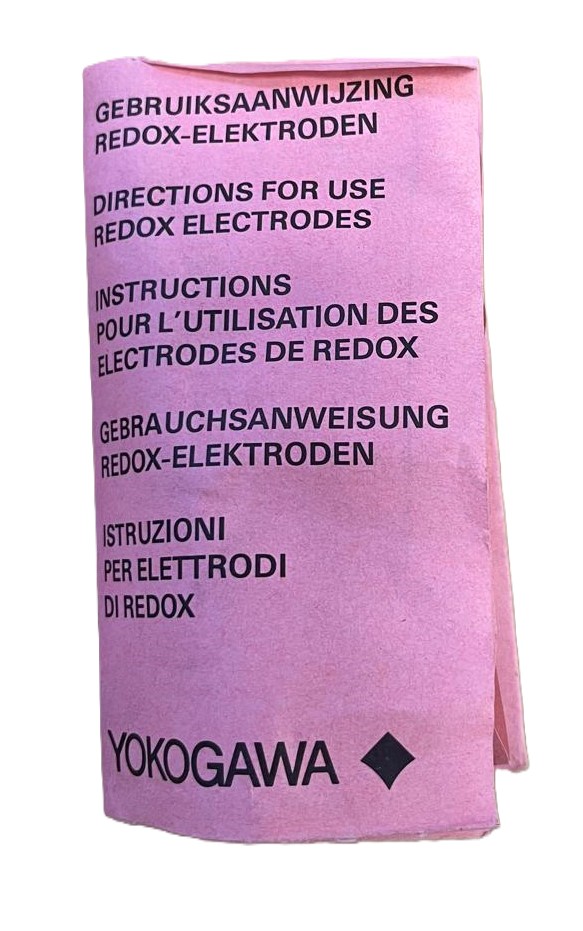 GEBRUIKSAANWIJZING
REDOX-ELEKTRODEN
DIRECTIONS FOR USE
REDOX ELECTRODES
INSTRUCTIONS
POUR L'UTILISATION DES
ELECTRODES DE REDOX
GEBRAUCHSANWEISUNG
REDOX-ELEKTRODEN
ISTRUZIONI
PER ELETTRODI
DI REDOX
YOKOGAWA